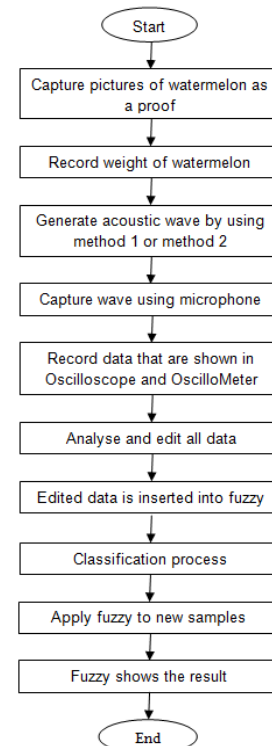 Start
Capture pictures of watermelon as
a proof
Record weight of watermelon
Generate acoustic wave by using
method 1 or method 2
Capture wave using microphone
Record data that are shown in
Oscilloscope and OscilloMeter
Analyse and edit all data
Edited data is inserted into fuzzy
Classification process
Apply fuzzy to new samples
Fuzzy shows the result
End